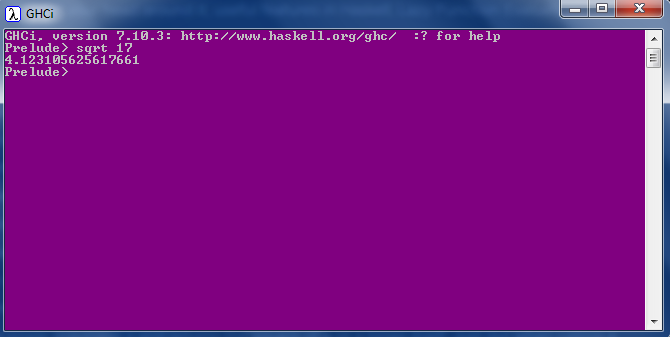 GHCi
GHCi, version 7.10.3: http://www.haskell.org/ghc/  :? for help
Prelude> sqrt 17
4.123105625617661
Prelude>